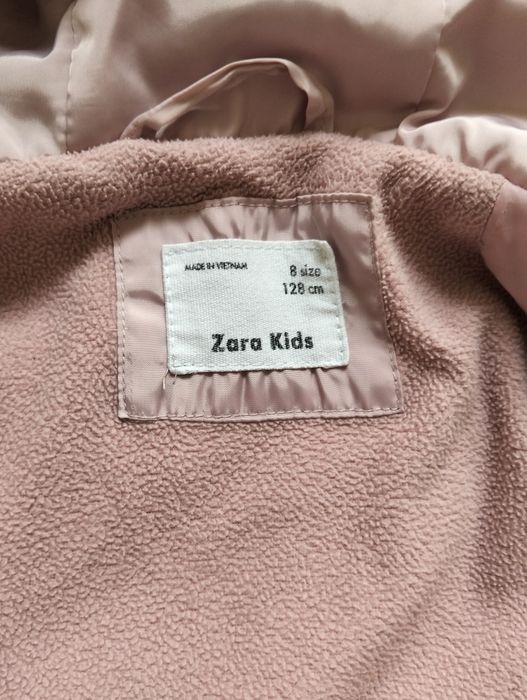 MADE IN VIETNAM
8 size
128 cm
Zara Kids